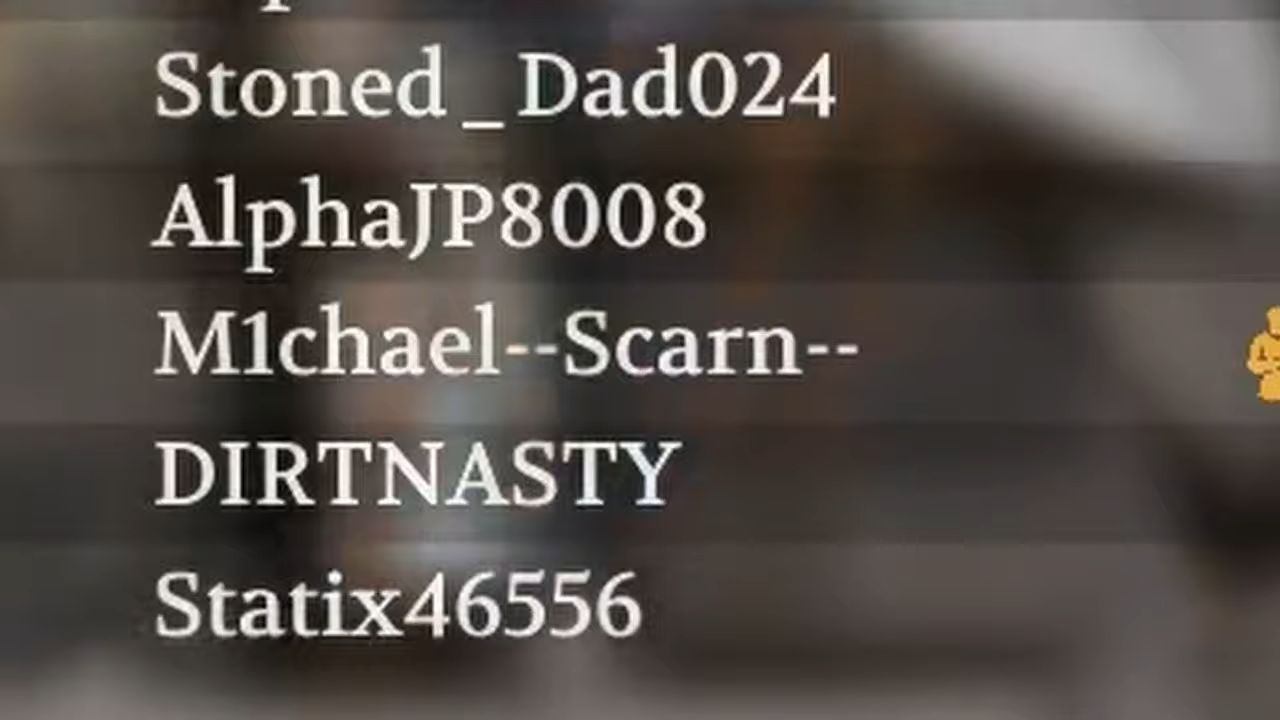 Stoned_Dad024
AlphaJP8008
M1chael--Scarn--
DIRTNASTY
Statix46556